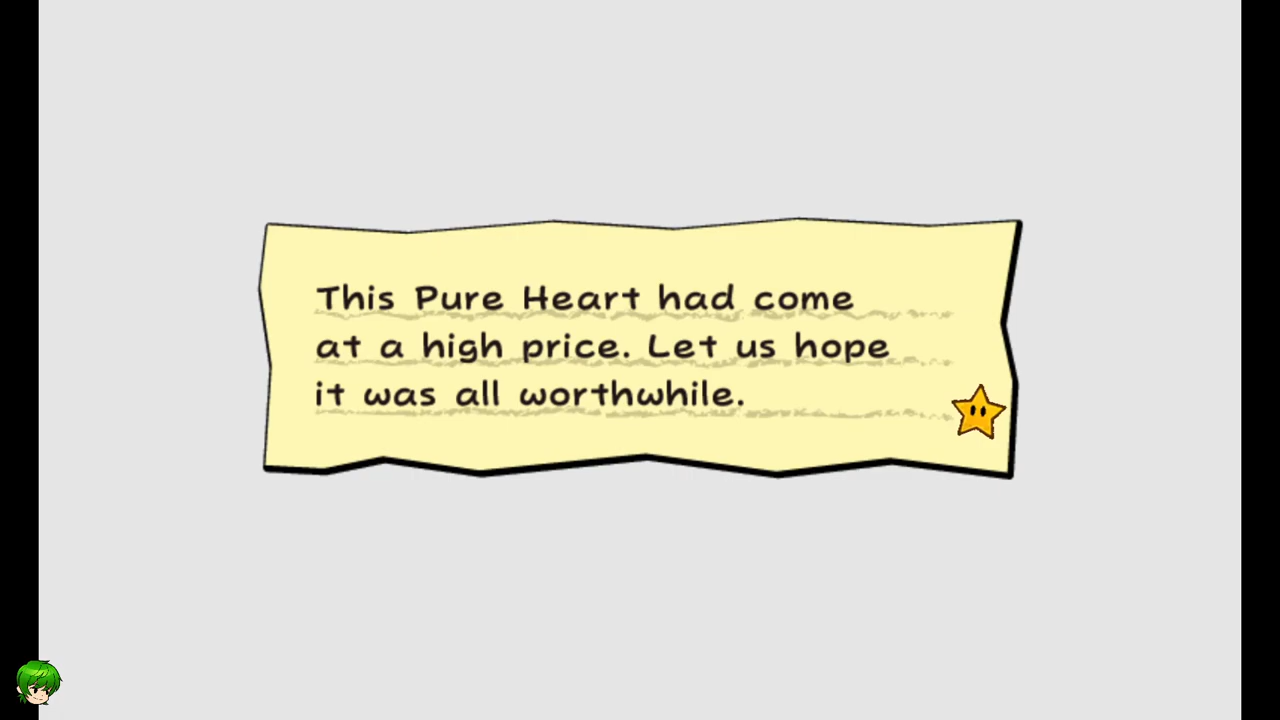 This Pure Heart had come
at a high price. Let us hope
it was all worthwhile.